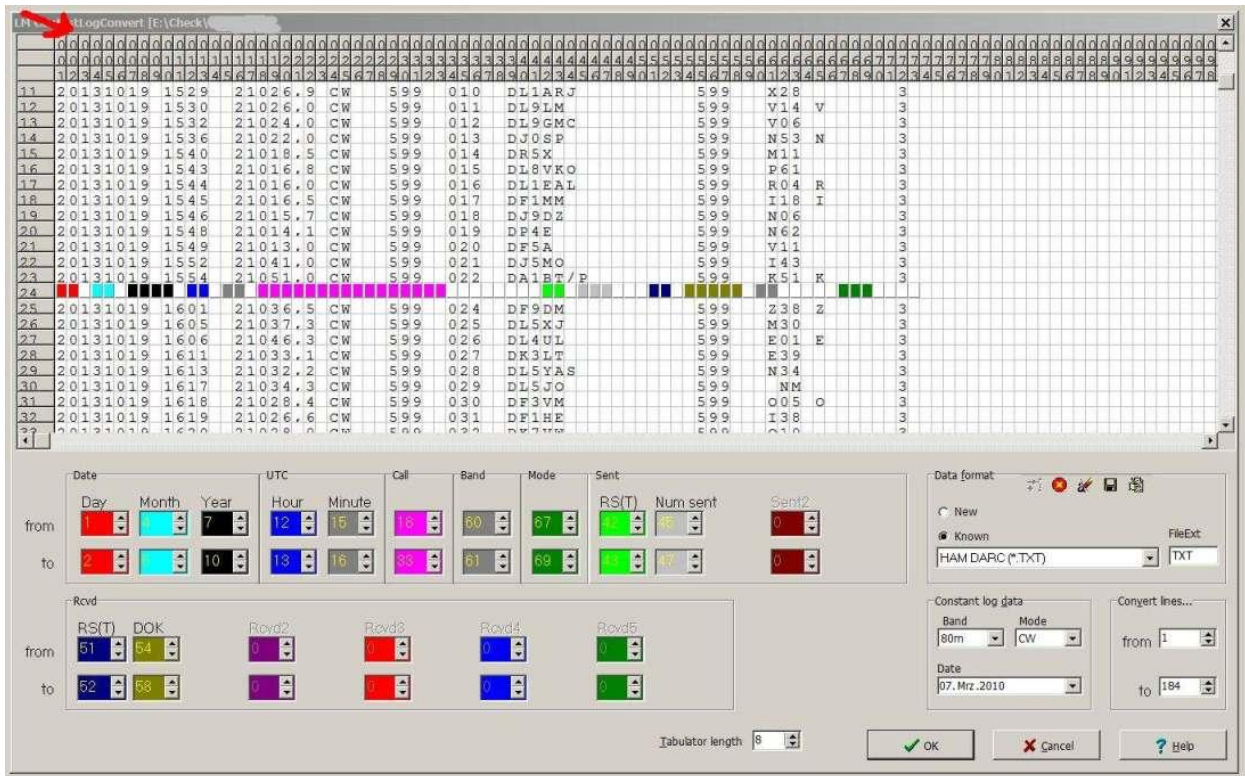 LM ContestLogConvert [E:\Check\
11 20131019 1529 21026.9 CW 599 010 DL1ARJ 599 X28 3
12 20131019 1530 21026.0 CW 599 011 DL9LM 599 V14 V 3
13 20131019 1532 21024.0 CW 599 012 DL9GMC 599 V06 3
14 20131019 1536 21022.0 CW 599 013 DJ0SP 599 N53 N 3
15 20131019 1540 21018.5 CW 599 014 DR5X 599 M11 3
16 20131019 1543 21016.8 CW 599 015 DL8VKO 599 P61 3
17 20131019 1544 21016.0 CW 599 016 DL1EAL 599 R04 R 3
18 20131019 1545 21016.5 CW 599 017 DF1MM 599 I18 I 3
19 20131019 1546 21015.7 CW 599 018 DJ9DZ 599 N06 3
20 20131019 1548 21014.1 CW 599 019 DP4E 599 N62 3
21 20131019 1549 21013.0 CW 599 020 DF5A 599 V11 3
22 20131019 1552 21041.0 CW 599 021 DJ5MO 599 I43 3
23 20131019 1554 21051.0 CW 599 022 DA1BT/P 599 K51 K 3
24
25 20131019 1601 21036.5 CW 599 024 DF9DM 599 Z38 Z 3
26 20131019 1605 21037.3 CW 599 025 DL5XJ 599 M30 3
27 20131019 1606 21046.3 CW 599 026 DL4UL 599 E01 E 3
28 20131019 1611 21033.1 CW 599 027 DK3LT 599 E39 3
29 20131019 1613 21032.2 CW 599 028 DL5YAS 599 N34 3
30 20131019 1617 21034.3 CW 599 029 DL5JO 599 NM 3
31 20131019 1618 21028.4 CW 599 030 DF3VM 599 O05 O 3
32 20131019 1619 21026.6 CW 599 031 DF1HE 599 I38 3
Date UTC Call Band Mode Sent
Day Month Year Hour Minute RS(T) Num sent Sent2
from 1 4 7 12 15 18 60 67 42 45 0
to 2 5 10 13 16 33 61 69 43 47 0
Rcvd
RS(T) DOK Rcvd2 Rcvd3 Rcvd4 Rcvd5
from 51 54 0 0 0 0
to 52 58 0 0 0 0
Data format
New
Known FileExt
HAM DARC (*.TXT) TXT
Constant log data
Band Mode
80m CW
Date
07. Mrz .2010
Convert lines...
from 1
to 184
Tabulator length 8
OK Cancel ? Help